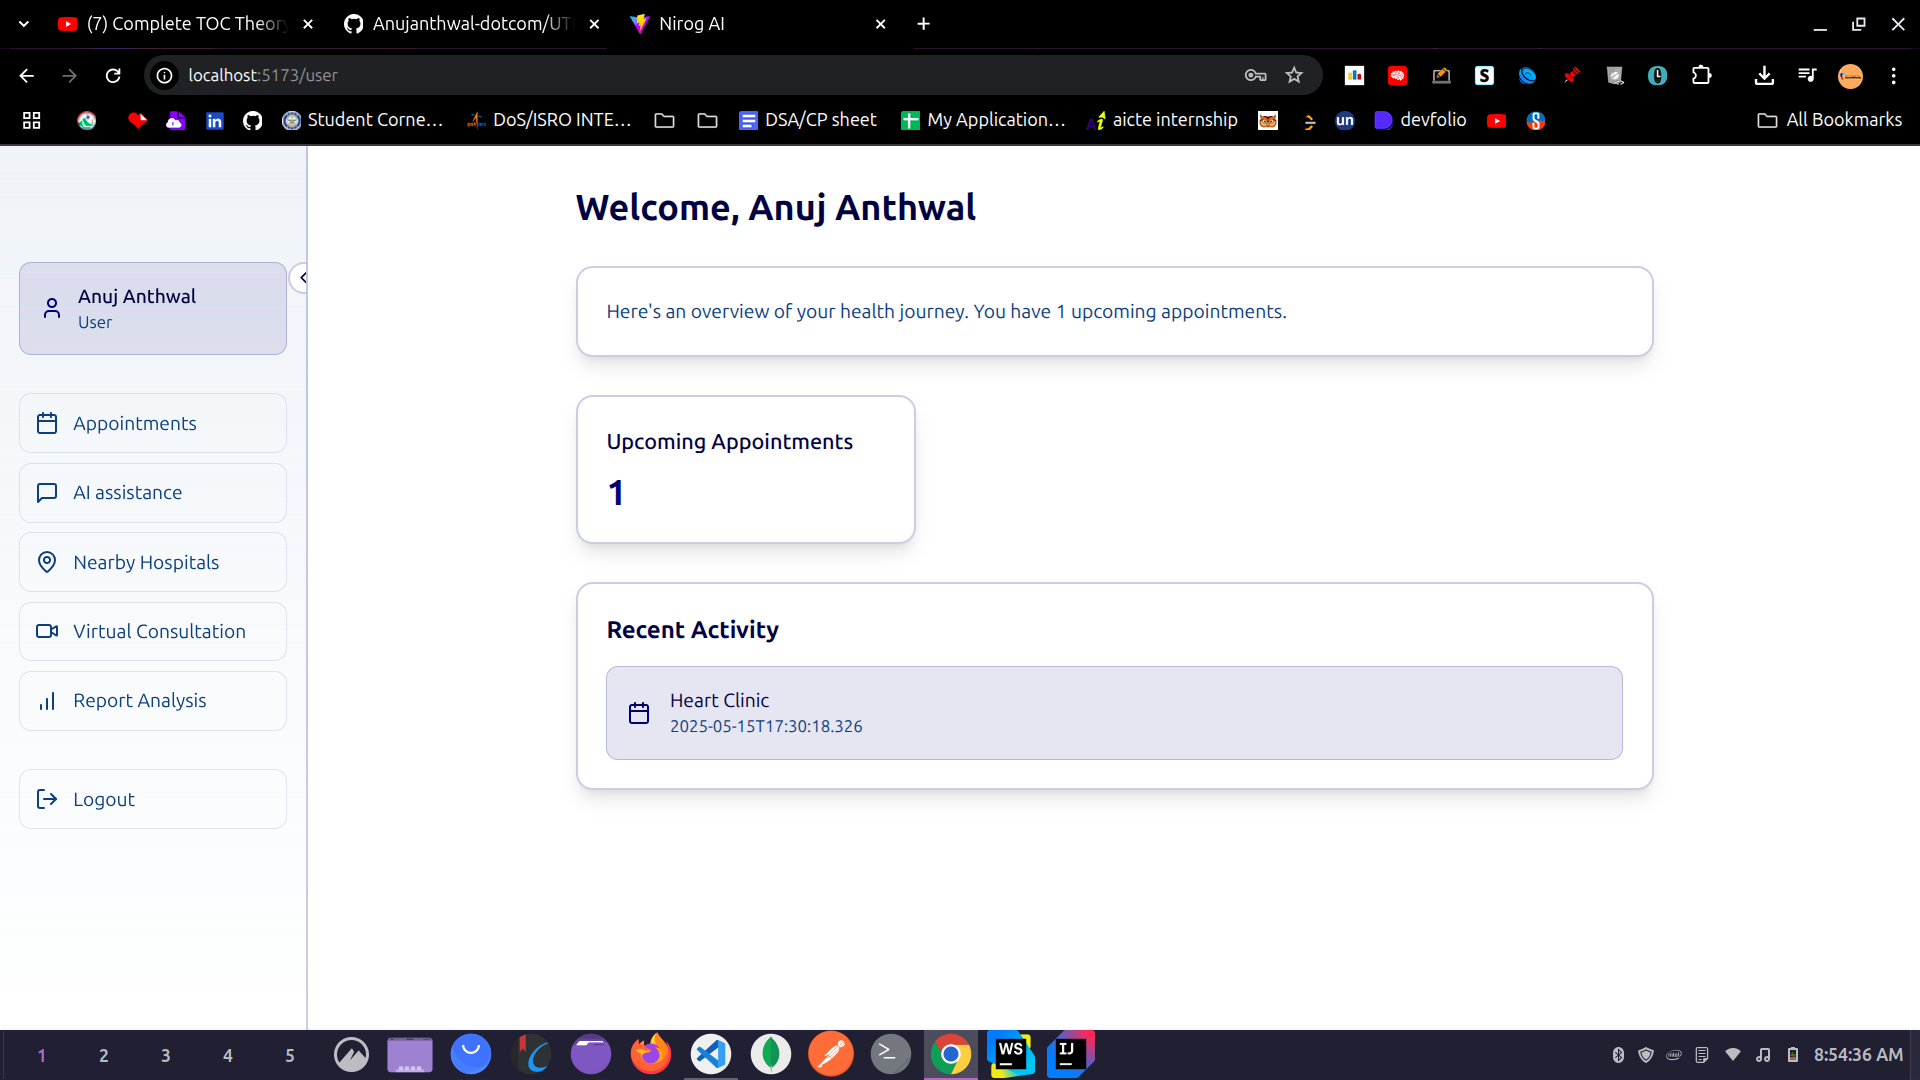 (7) Complete TOC Theory
Anujanthwal-dotcom/UT
Nirog AI
localhost:5173/user
Student Corne...
DoS/ISRO INTE...
DSA/CP sheet
My Application...
aicte internship
un
devfolio
All Bookmarks
Anuj Anthwal
User
Appointments
AI assistance
Nearby Hospitals
Virtual Consultation
Report Analysis
Logout
Welcome, Anuj Anthwal
Here's an overview of your health journey. You have 1 upcoming appointments.
Upcoming Appointments
1
Recent Activity
Heart Clinic
2025-05-15T17:30:18.326
1 2 3 4 5
WS
IJ
8:54:36 AM